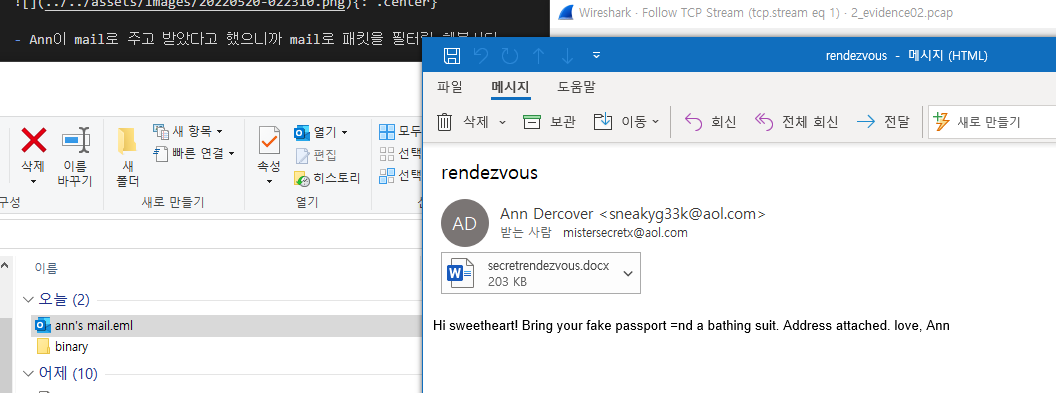 ![](../../assets/images/20220520-022310.png){: .center}
- Ann이 mail로 주고 받았다고 했으니까 mail로 패킷을 필터링
Wireshark · Follow TCP Stream (tcp.stream eq 1) · 2_evidence02.pcap
rendezvous - 메시지 (HTML)
파일 메시지 도움말
삭제 보관 이동 회신 전체 회신 전달 새로 만들기
rendezvous
AD
Ann Dercover <sneakyg33k@aol.com>
받는 사람 mistersecretx@aol.com
secretrendezvous.docx
203 KB
Hi sweetheart! Bring your fake passport =nd a bathing suit. Address attached. love, Ann
삭제
이름
바꾸기
구성
새
폴더
새 항목
빠른 연결
새로 만들기
속성
열기
편집
히스토리
열기
모두
선택
선택
이름
오늘 (2)
ann's mail.eml
binary
어제 (10)